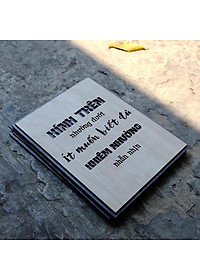 KÍNH TRÊN
nhường dưới
ít muốn biết đủ
KHIÊM NHƯỜNG
nhẫn nhịn